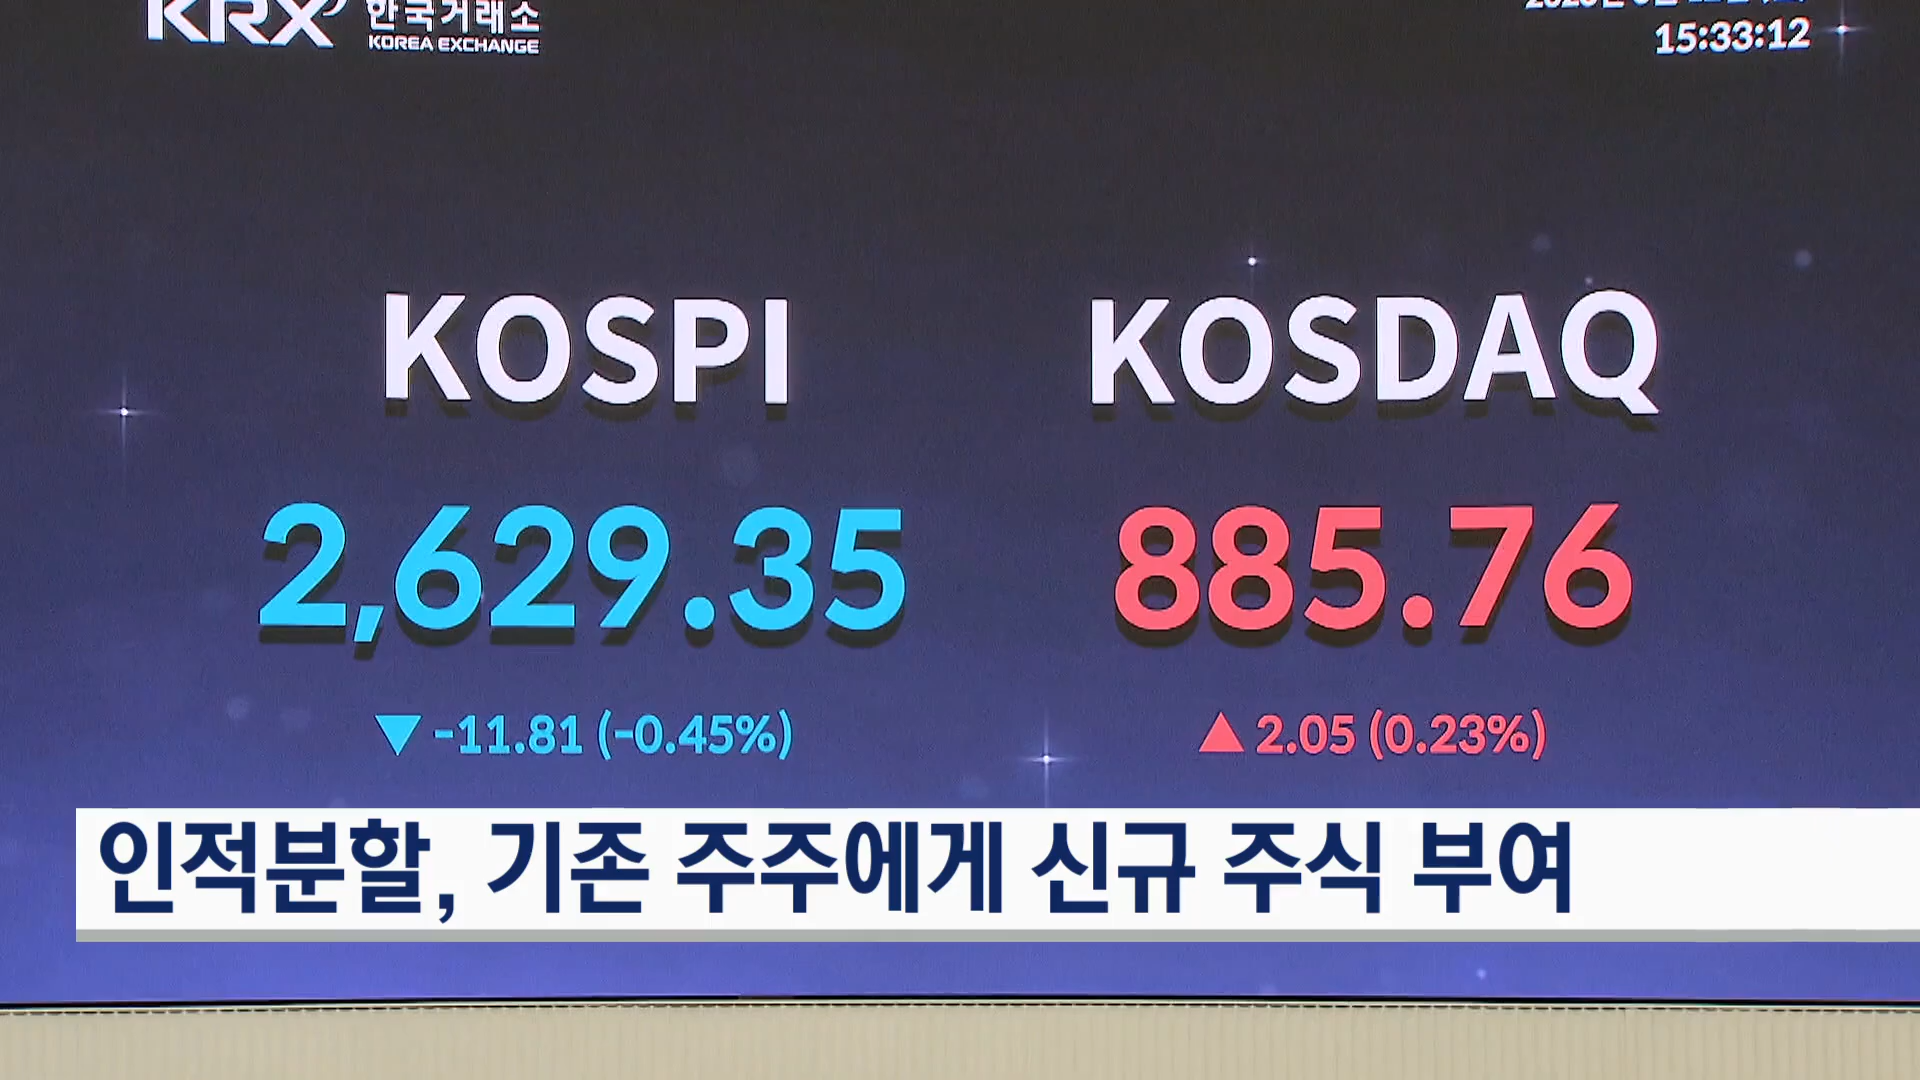 KRX 한국거래소
KOREA EXCHANGE
15:33:12
KOSPI
2,629.35
▼ -11.81 (-0.45%)
KOSDAQ
885.76
▲ 2.05 (0.23%)
인적분할, 기존 주주에게 신규 주식 부여